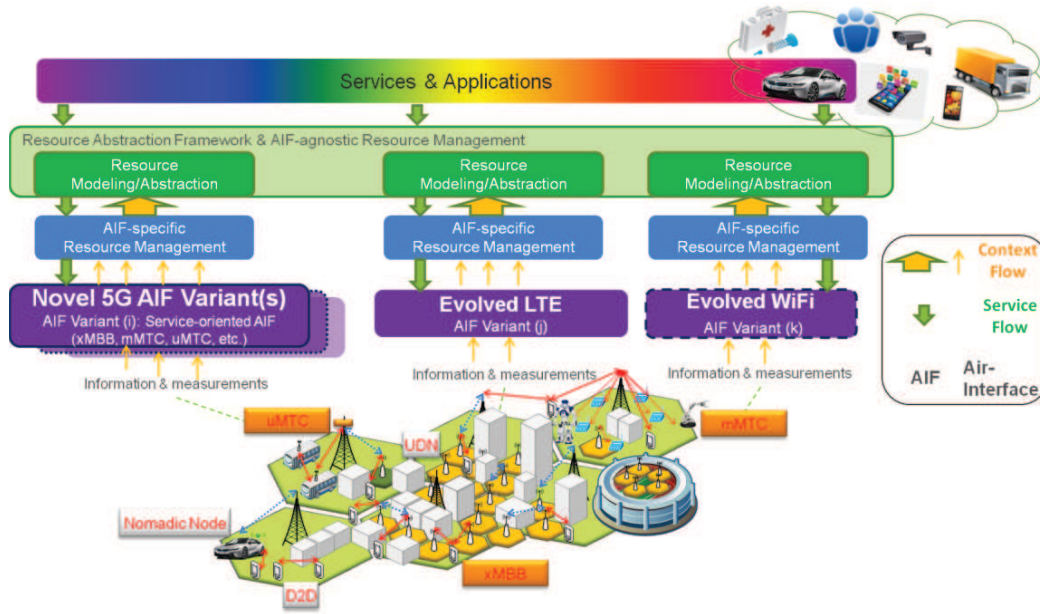 Services & Applications
Resource Abstraction Framework & AIF-agnostic Resource Management
Resource
Modeling/Abstraction
Resource
Modeling/Abstraction
Resource
Modeling/Abstraction
AIF-specific
Resource Management
AIF-specific
Resource Management
AIF-specific
Resource Management
Novel 5G AIF Variant(s)
AIF Variant (i): Service-oriented AIF
(xMBB, mMTC, uMTC, etc.)
Evolved LTE
AIF Variant (j)
Evolved WiFi
AIF Variant (k)
Context
Flow
Service
Flow
AIF
Air-
Interface
Information & measurements
Information & measurements
Information & measurements
uMTC
UDN
mMTC
Nomadic Node
D2D
xMBB